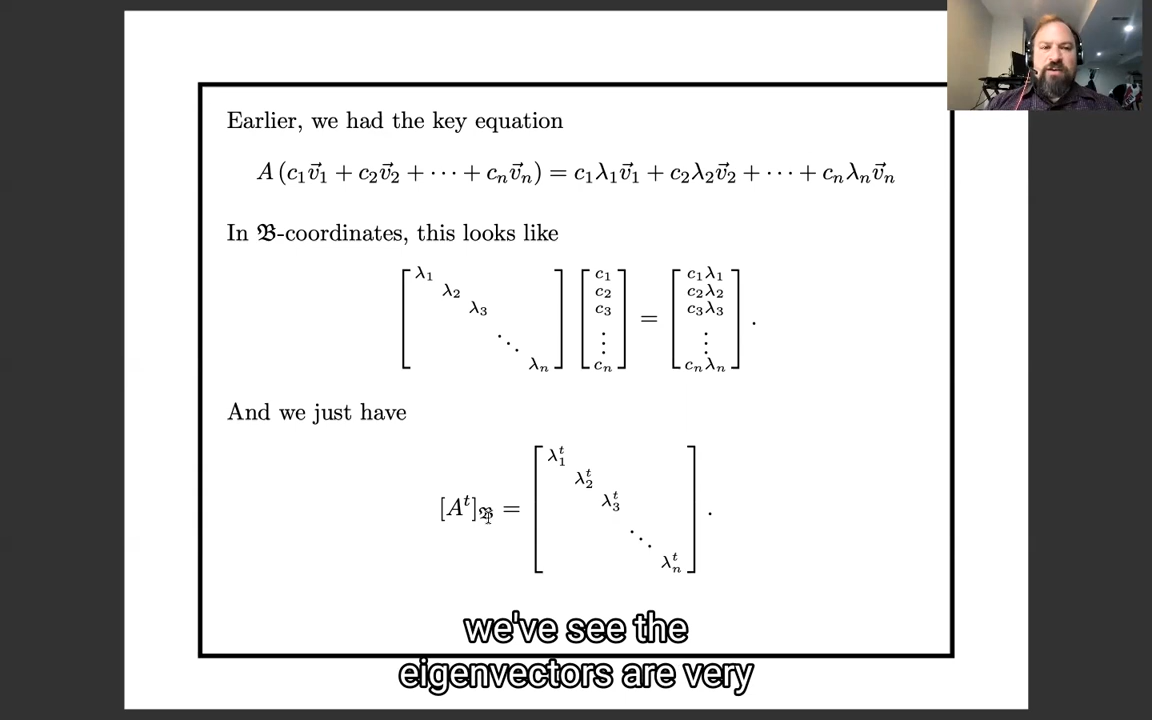 Earlier, we had the key equation
A (c₁v⃗₁ + c₂v⃗₂ + ⋯ + cₙv⃗ₙ) = c₁λ₁v⃗₁ + c₂λ₂v⃗₂ + ⋯ + cₙλₙv⃗ₙ
In 𝔅-coordinates, this looks like
[λ₁ λ₂ λ₃ ⋱ λₙ] [c₁ c₂ c₃ ⋮ cₙ] = [c₁λ₁ c₂λ₂ c₃λ₃ ⋮ cₙλₙ] .
And we just have
[Aᵗ]𝔅 = [λ₁ᵗ λ₂ᵗ λ₃ᵗ ⋱ λₙᵗ] .
we've see the
eigenvectors are very